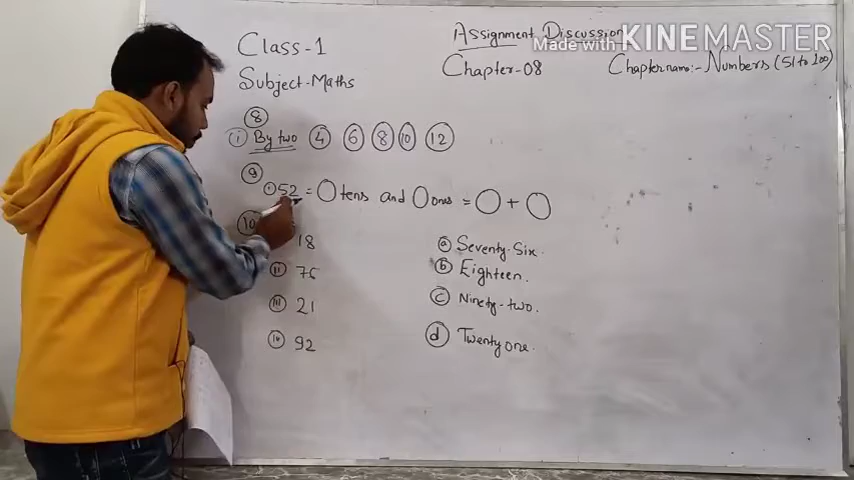 Class-1
Assignment Discussion
Made with KINEMASTER
Subject-Maths
Chapter-08
Chapter name:- Numbers (51 to 100)
8
i By two 4 6 8 10 12
9
i 52 = tens and ones = +
10
18
a Seventy-Six.
ii 76
b Eighteen.
iii 21
c Ninety-two.
iv 92
d Twenty one.